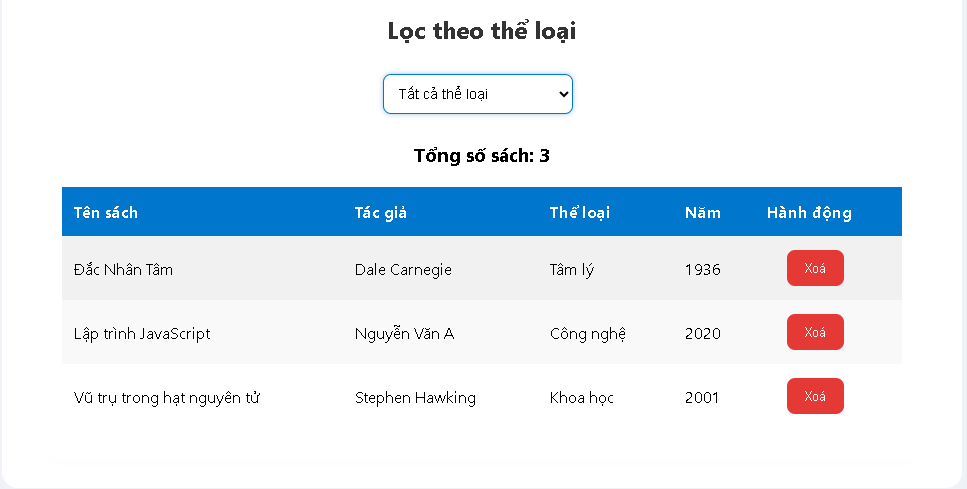 Lọc theo thể loại
Tất cả thể loại
Tổng số sách: 3
Tên sách Tác giả Thể loại Năm Hành động
Đắc Nhân Tâm Dale Carnegie Tâm lý 1936 Xoá
Lập trình JavaScript Nguyễn Văn A Công nghệ 2020 Xoá
Vũ trụ trong hạt nguyên tử Stephen Hawking Khoa học 2001 Xoá